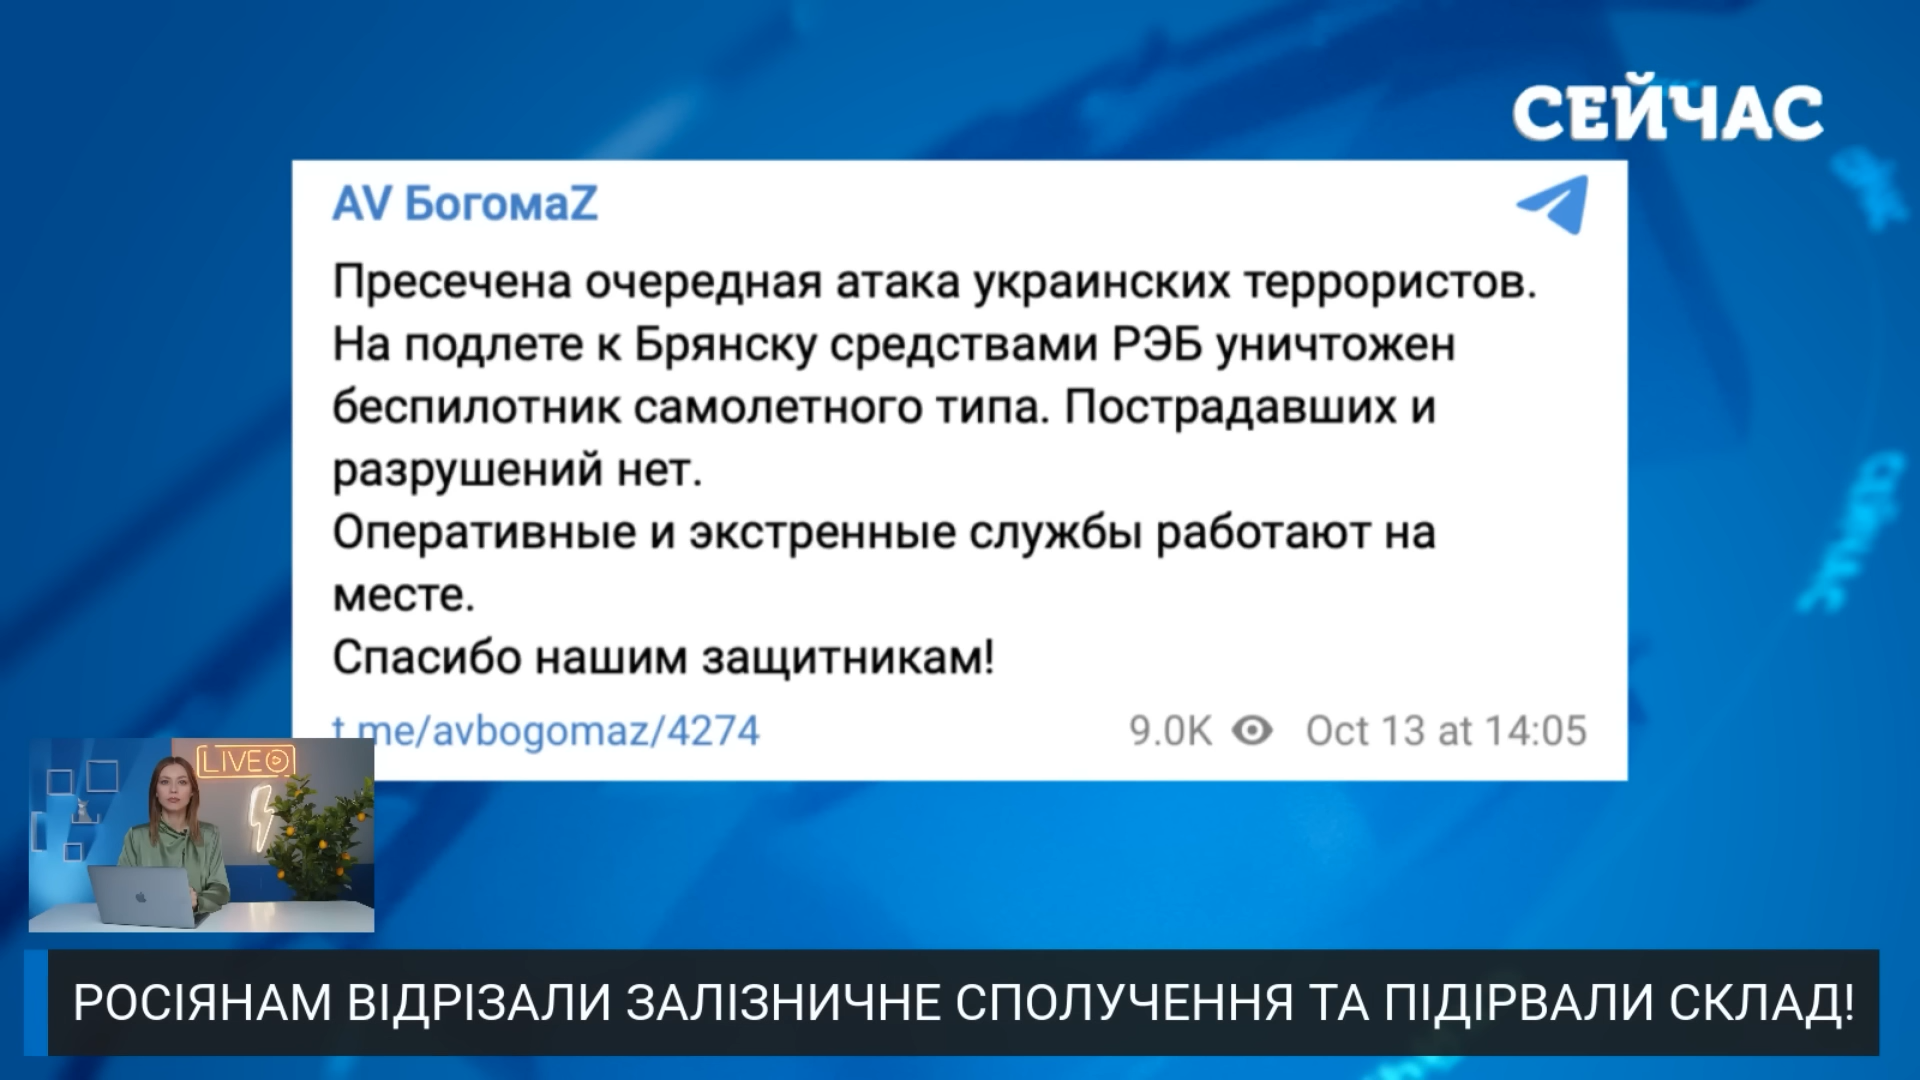 СЕЙЧАС
AV БогомаZ
Пресечена очередная атака украинских террористов.
На подлете к Брянску средствами РЭБ уничтожен
беспилотник самолетного типа. Пострадавших и
разрушений нет.
Оперативные и экстренные службы работают на
месте.
Спасибо нашим защитникам!
t.me/avbogomaz/4274
9.0K Oct 13 at 14:05
LIVE
РОСІЯНАМ ВІДРІЗАЛИ ЗАЛІЗНИЧНЕ СПОЛУЧЕННЯ ТА ПІДІРВАЛИ СКЛАД!